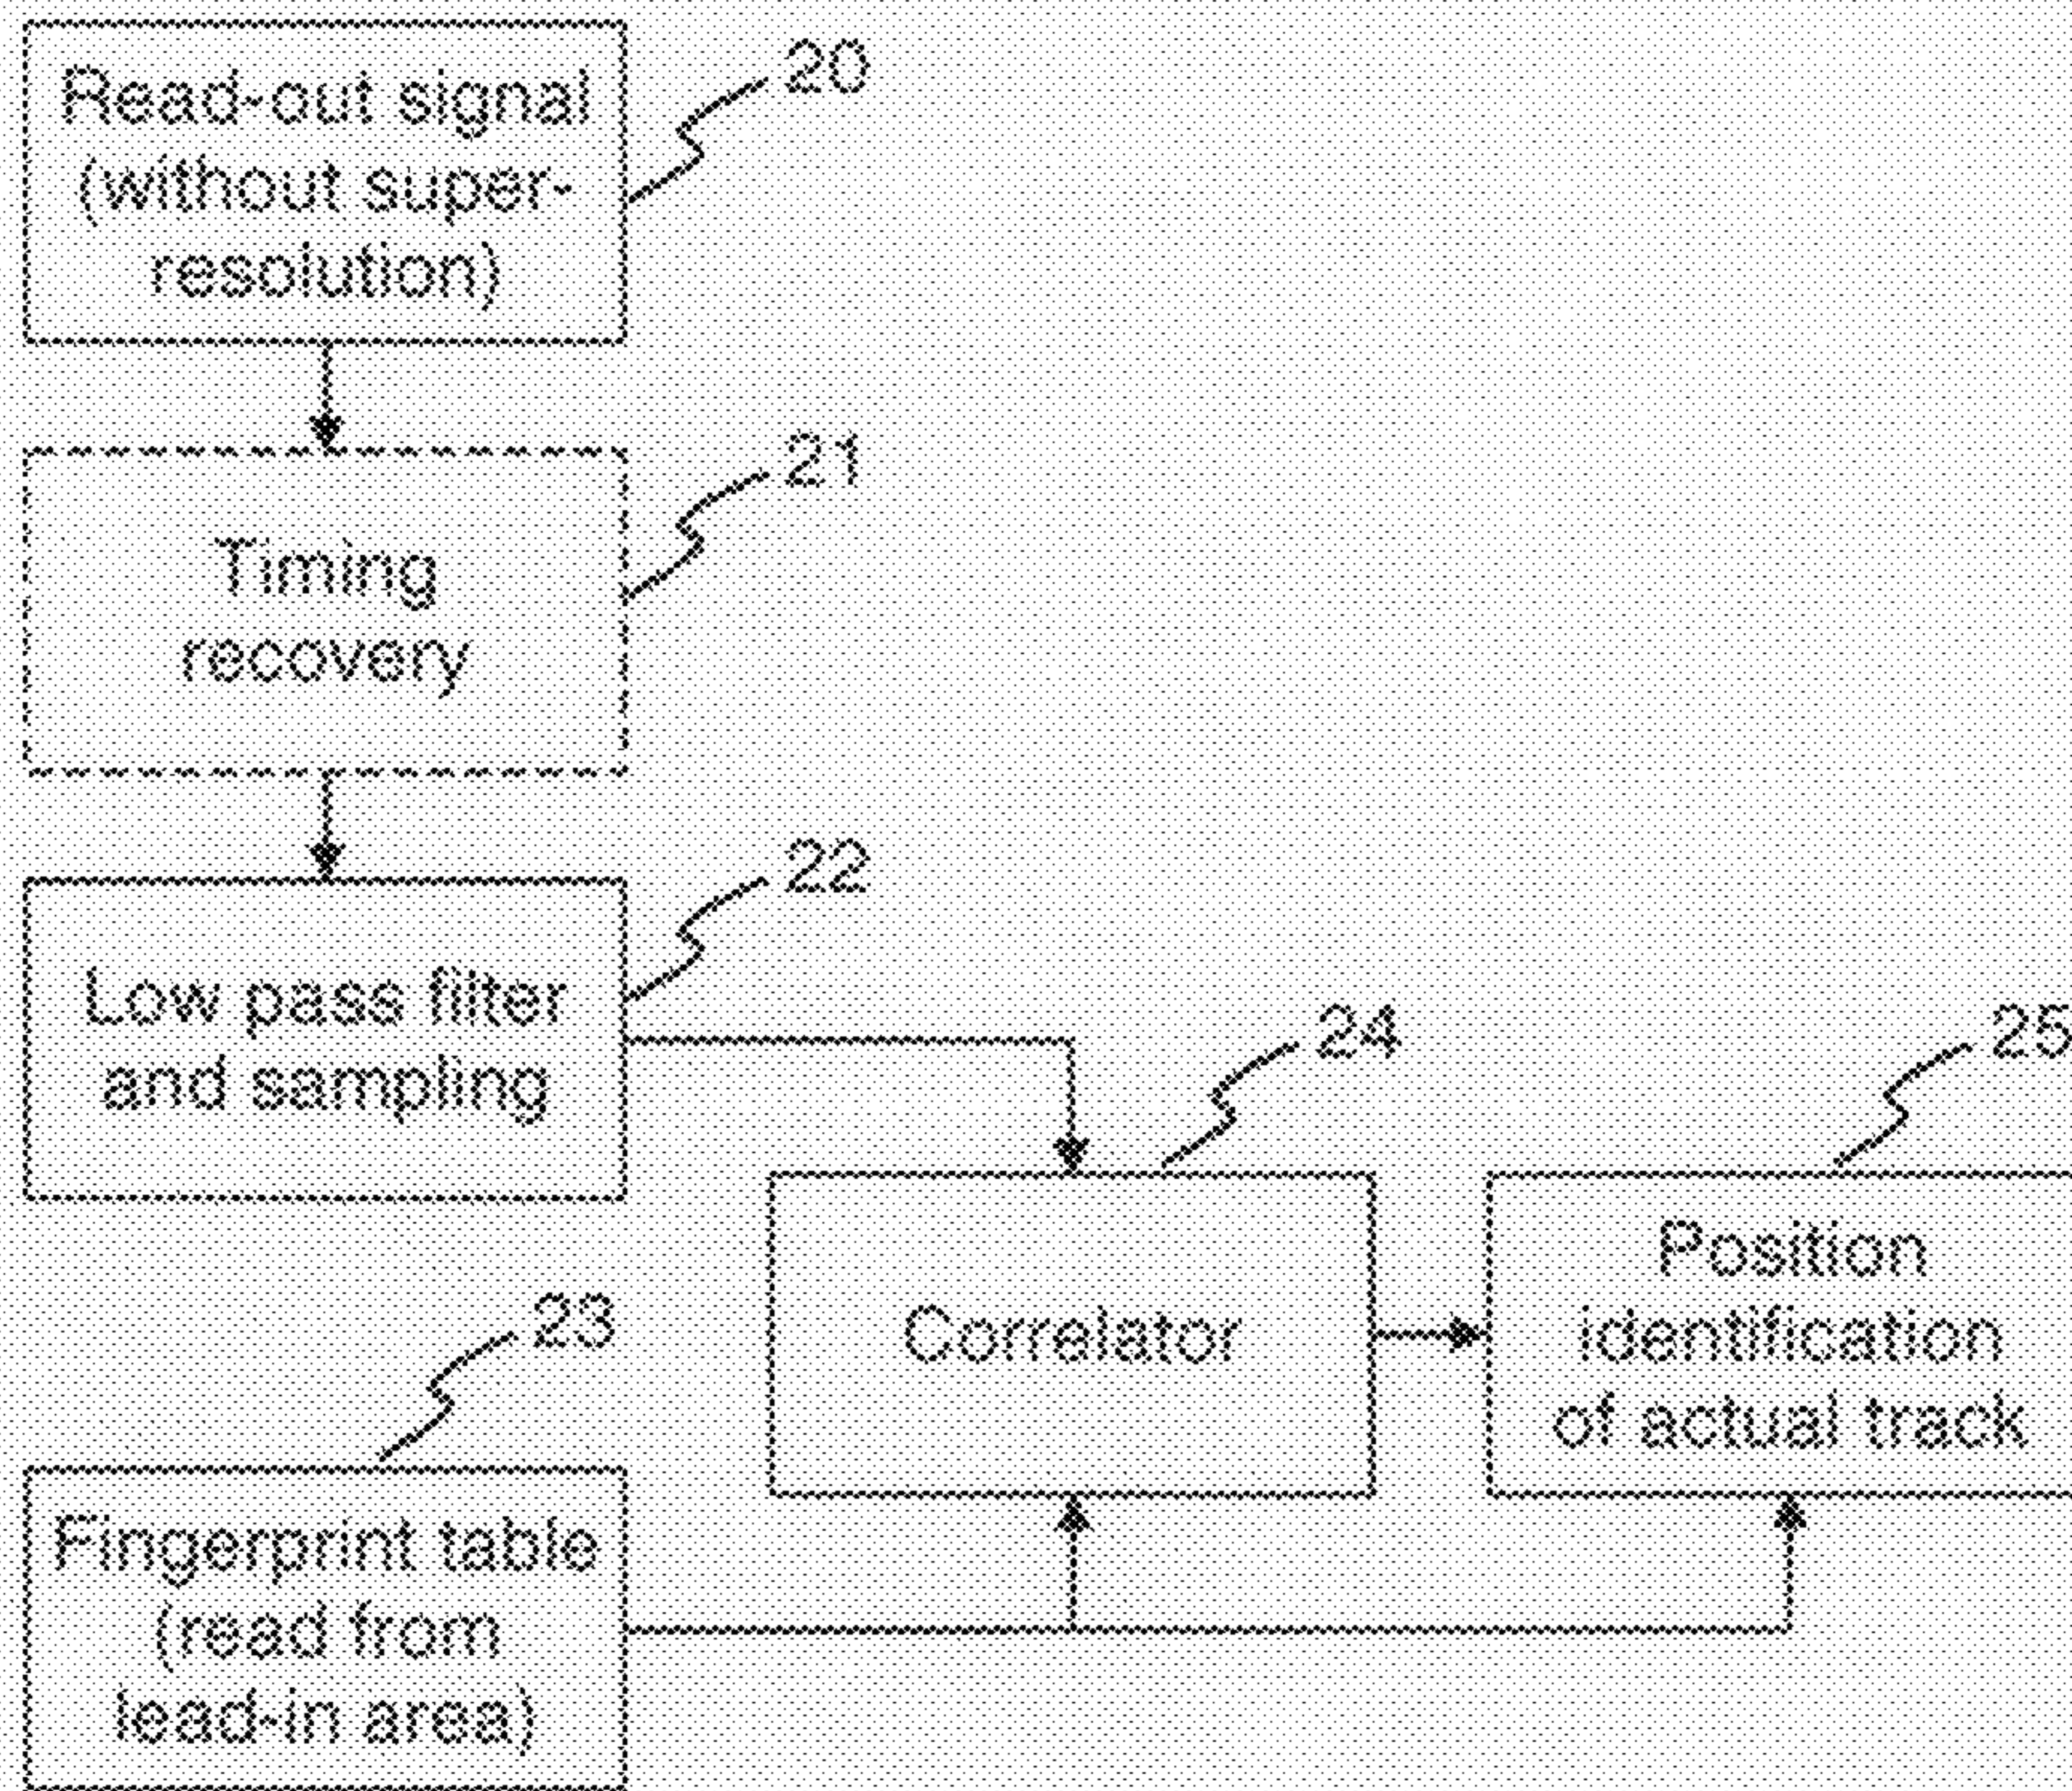 Read-out signal
(without super-
resolution)
20
Timing
recovery
21
Low pass filter
and sampling
22
Fingerprint table
(read from
lead-in area)
23
Correlator
24
Position
identification
of actual track
25